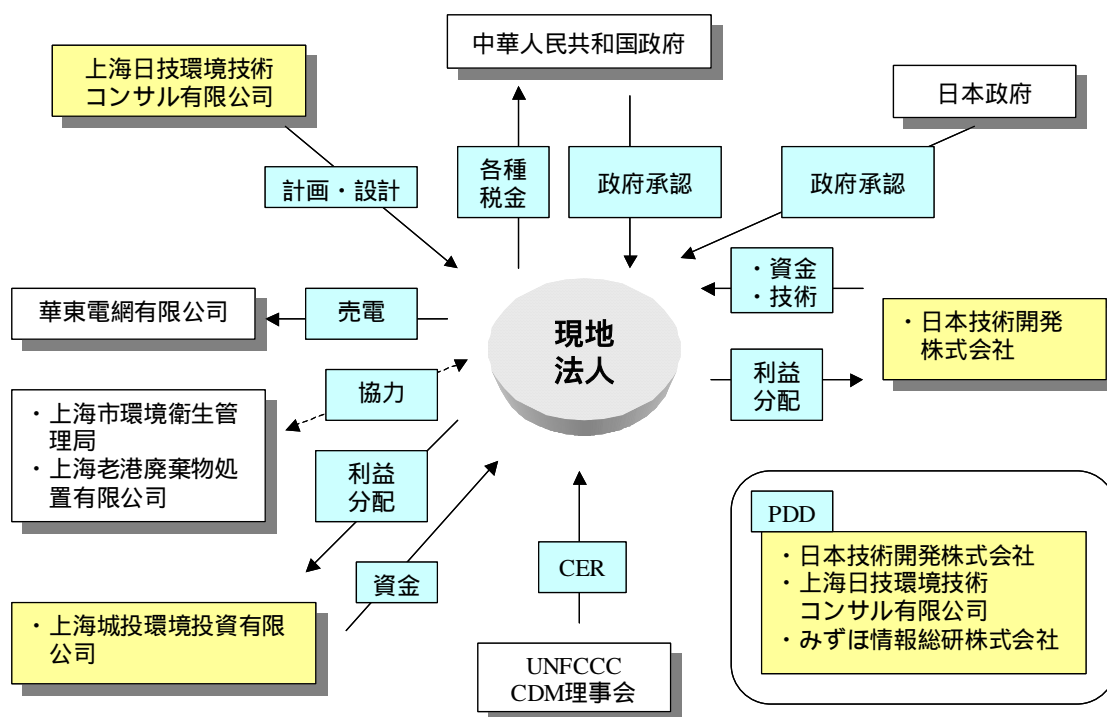 中華人民共和国政府
上海日技環境技術
コンサル有限公司
日本政府
計画・設計
各種
税金
政府承認
政府承認
・資金
・技術
華東電網有限公司
売電
現地
法人
・日本技術開発
株式会社
協力
利益
分配
・上海市環境衛生管
理局
・上海老港廃棄物処
置有限公司
利益
分配
資金
・上海城投環境投資有限
公司
CER
UNFCCC
CDM理事会
PDD
・日本技術開発株式会社
・上海日技環境技術
コンサル有限公司
・みずほ情報総研株式会社